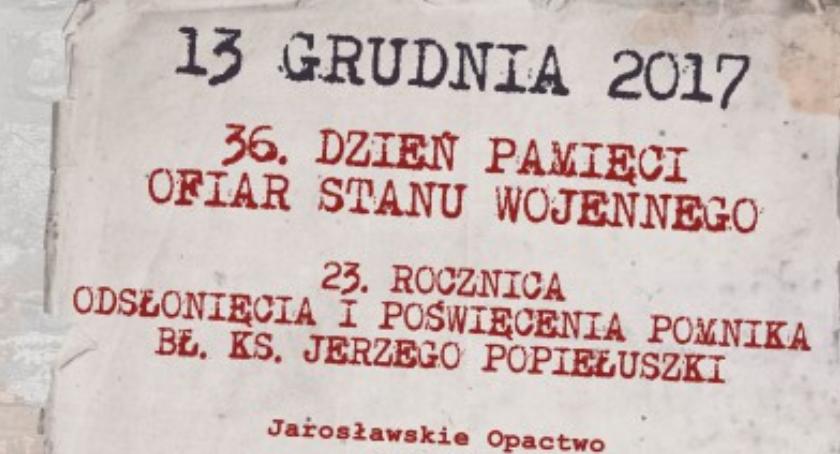 13 GRUDNIA 2017
36. DZIEŃ PAMIĘCI
OFIAR STANU WOJENNEGO
23. ROCZNICA
ODSŁONIĘCIA I POŚWIĘCENIA POMNIKA
BŁ. KS. JERZEGO POPIEŁUSZKI
Jarosławskie Opactwo